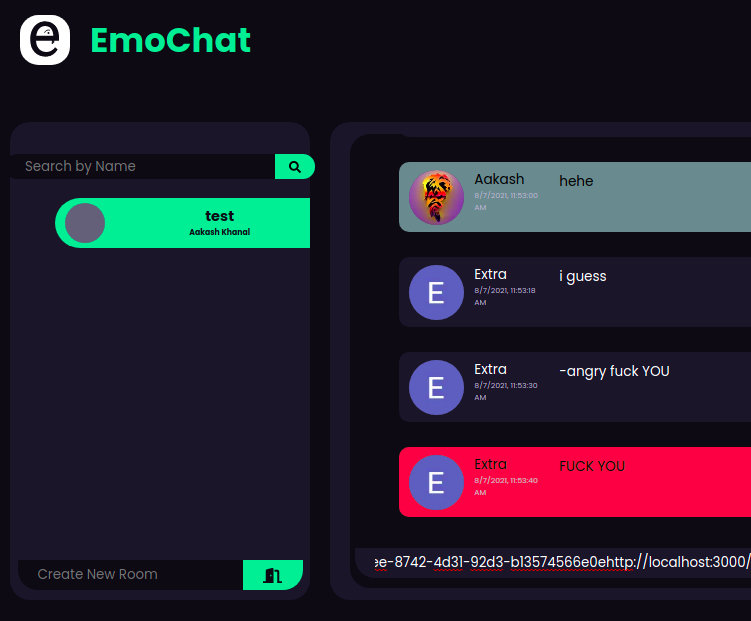 e
EmoChat
Search by Name
test
Aakash Khanal
Create New Room
Aakash
8/7/2021, 11:53:00
AM
hehe
E
Extra
8/7/2021, 11:53:18
AM
i guess
E
Extra
8/7/2021, 11:53:30
AM
-angry fuck YOU
E
Extra
8/7/2021, 11:53:40
AM
FUCK YOU
ee-8742-4d31-92d3-b13574566e0ehttp://localhost:3000/